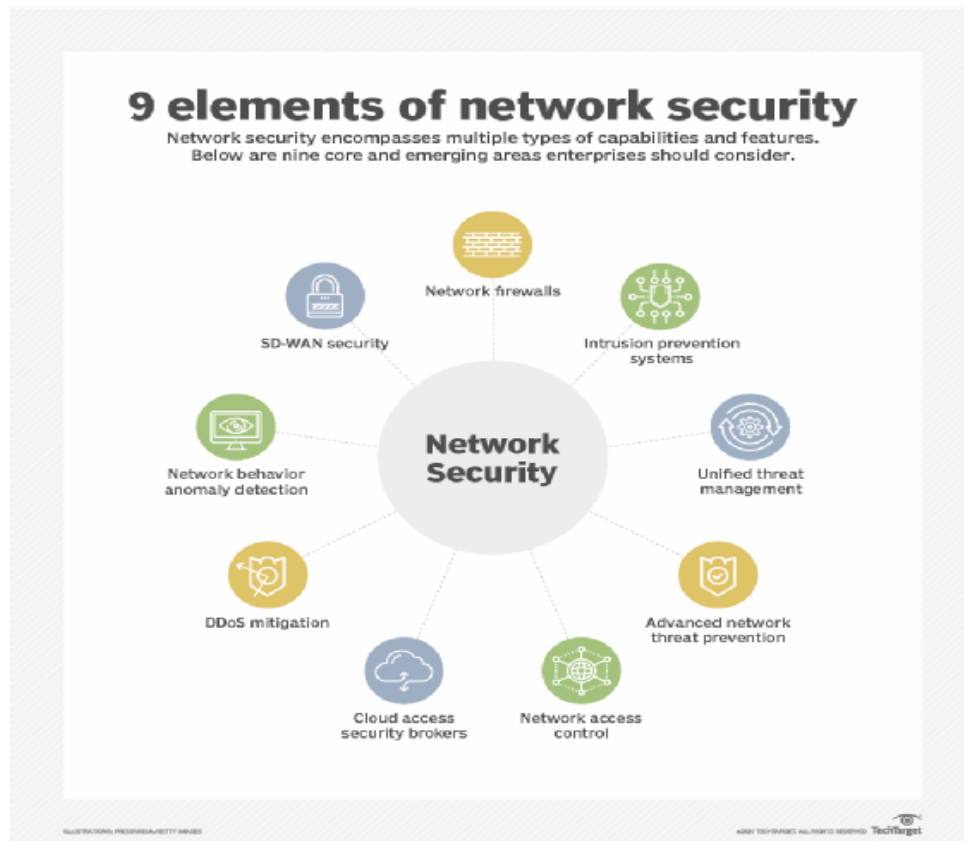 9 elements of network security
Network security encompasses multiple types of capabilities and features.
Below are nine core and emerging areas enterprises should consider.
Network firewalls
Intrusion prevention
systems
Unified threat
management
Advanced network
threat prevention
Network access
control
Cloud access
security brokers
DDoS mitigation
Network behavior
anomaly detection
SD-WAN security
Network
Security
TechTarget